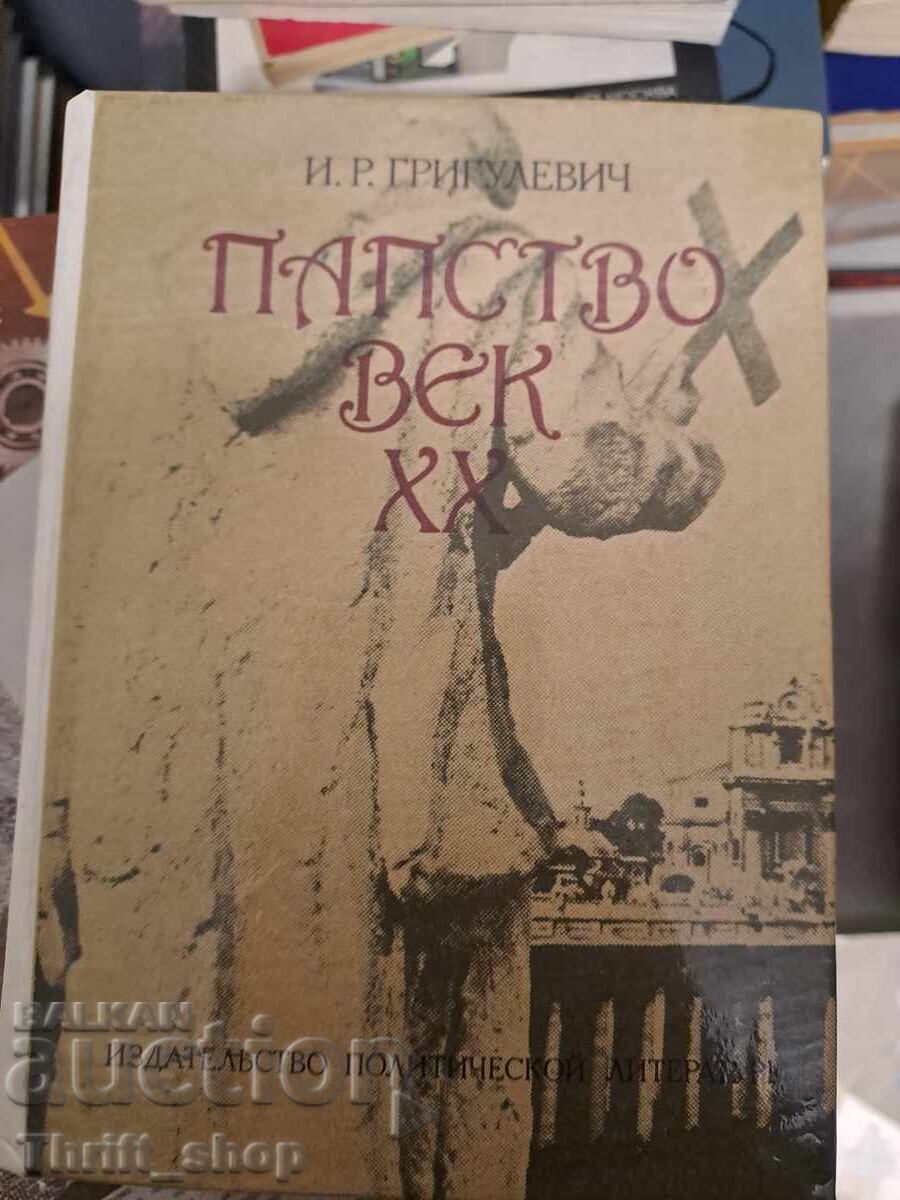 И. Р. ГРИГУЛЕВИЧ
ПАПСТВО
ВЕК
XX
ИЗДАТЕЛЬСТВО ПОЛИТИЧЕСКОЙ ЛИТЕРАТУРЫ
BALKAN
auction
Thrift_shop